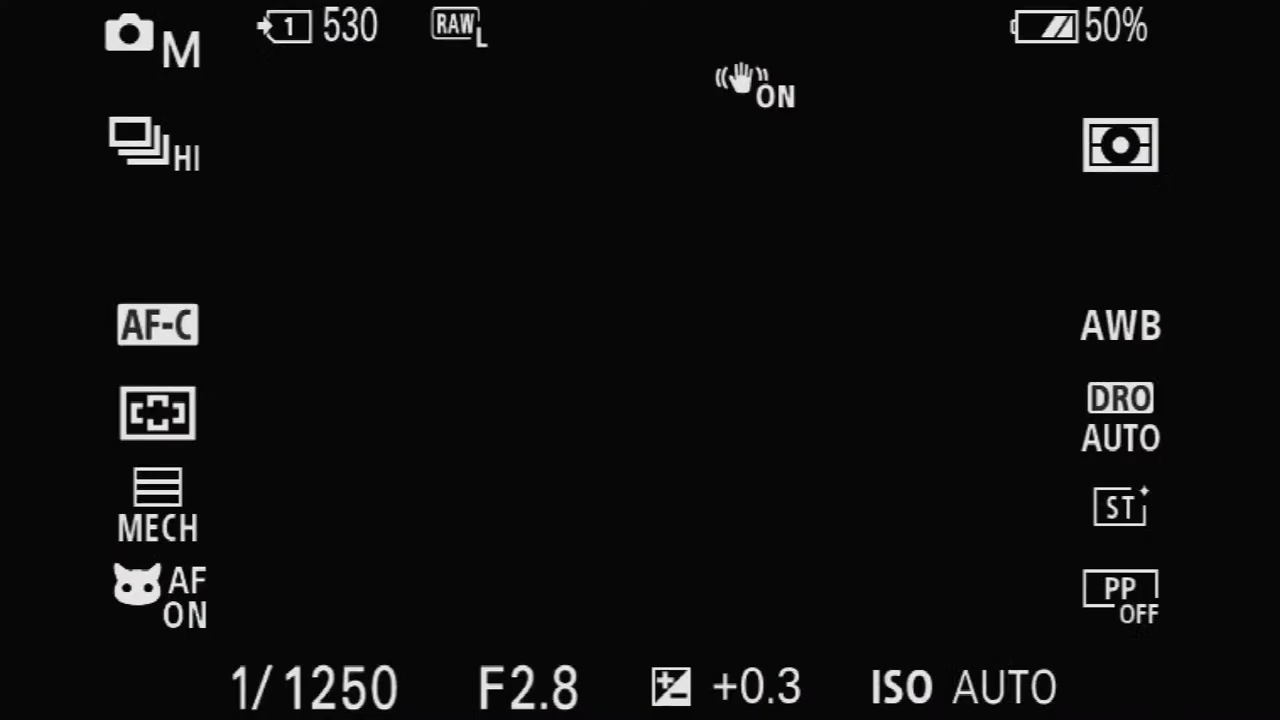 M
1 530
RAW L
50%
ON
HI
AF-C
AWB
DRO
AUTO
MECH
ST
AF
ON
PP
OFF
1/1250 F2.8 +0.3 ISO AUTO